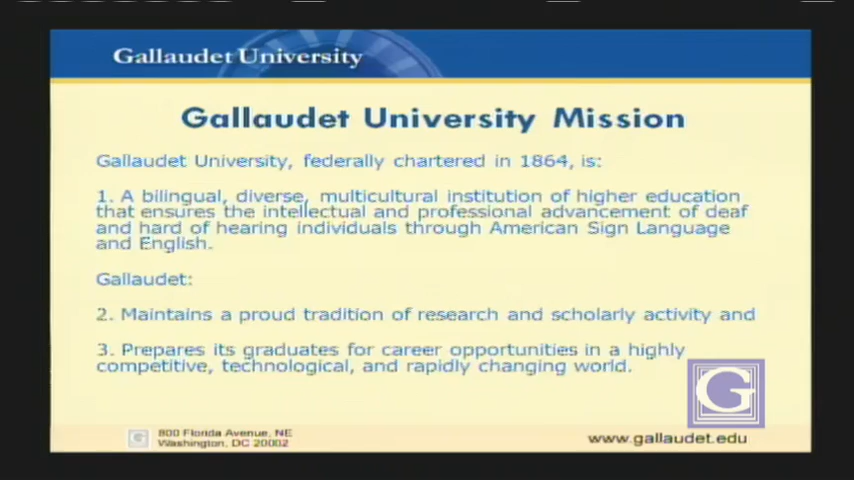 Gallaudet University
Gallaudet University Mission
Gallaudet University, federally chartered in 1864, is:
1. A bilingual, diverse, multicultural institution of higher education
that ensures the intellectual and professional advancement of deaf
and hard of hearing individuals through American Sign Language
and English.
Gallaudet:
2. Maintains a proud tradition of research and scholarly activity and
3. Prepares its graduates for career opportunities in a highly
competitive, technological, and rapidly changing world.
G
G
800 Florida Avenue, NE
Washington, DC 20002
www.gallaudet.edu